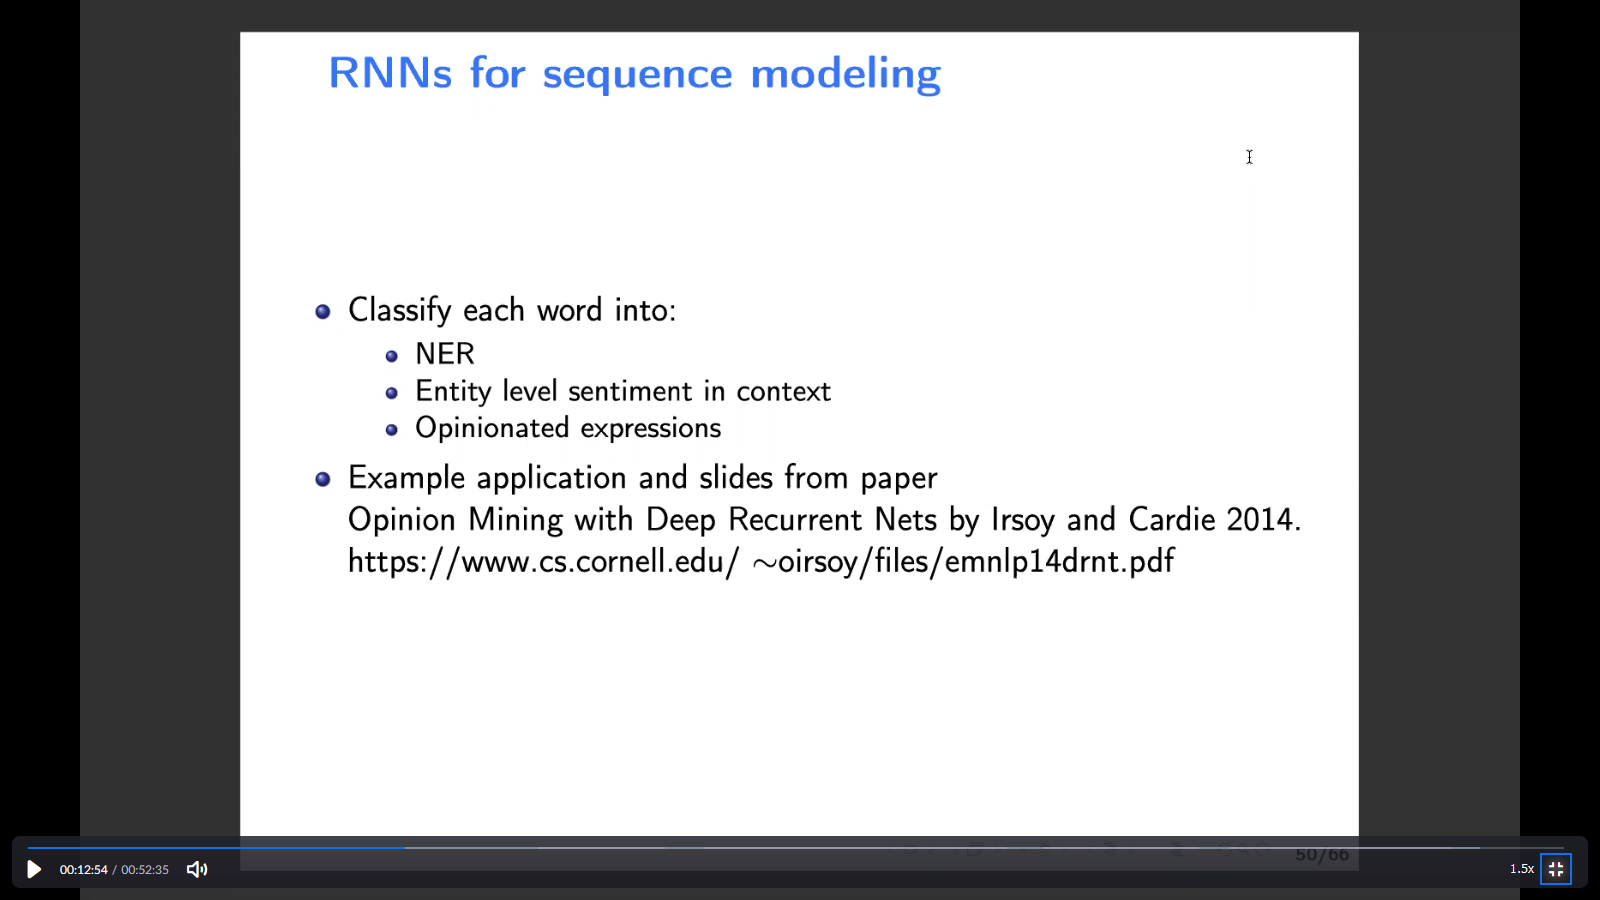 RNNs for sequence modeling
Classify each word into:
NER
Entity level sentiment in context
Opinionated expressions
Example application and slides from paper
Opinion Mining with Deep Recurrent Nets by Irsoy and Cardie 2014.
https://www.cs.cornell.edu/ ~oirsoy/files/emnlp14drnt.pdf
50/66
00:12:54 / 00:52:35
1.5x